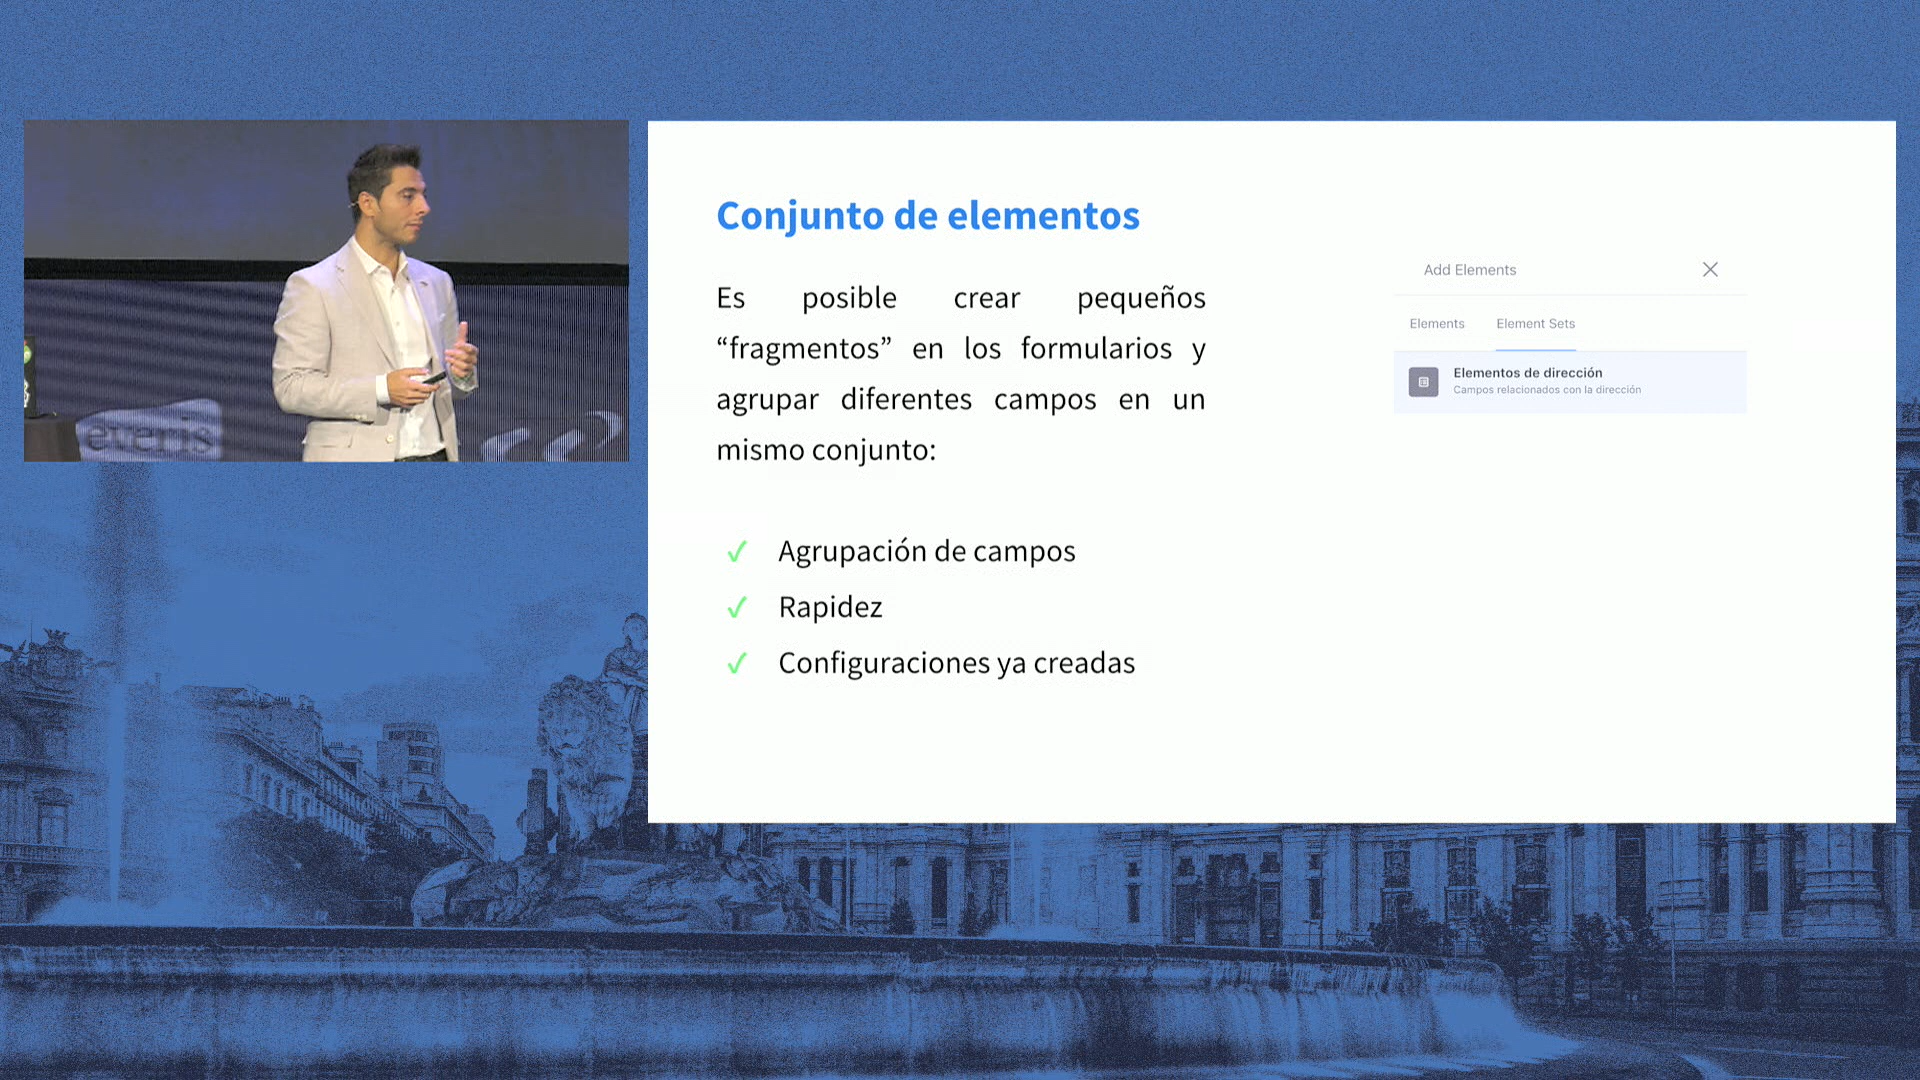 everis
Conjunto de elementos
Es posible crear pequeños
“fragmentos” en los formularios y
agrupar diferentes campos en un
mismo conjunto:
✓ Agrupación de campos
✓ Rapidez
✓ Configuraciones ya creadas
Add Elements
Elements Element Sets
Elementos de dirección
Campos relacionados con la dirección